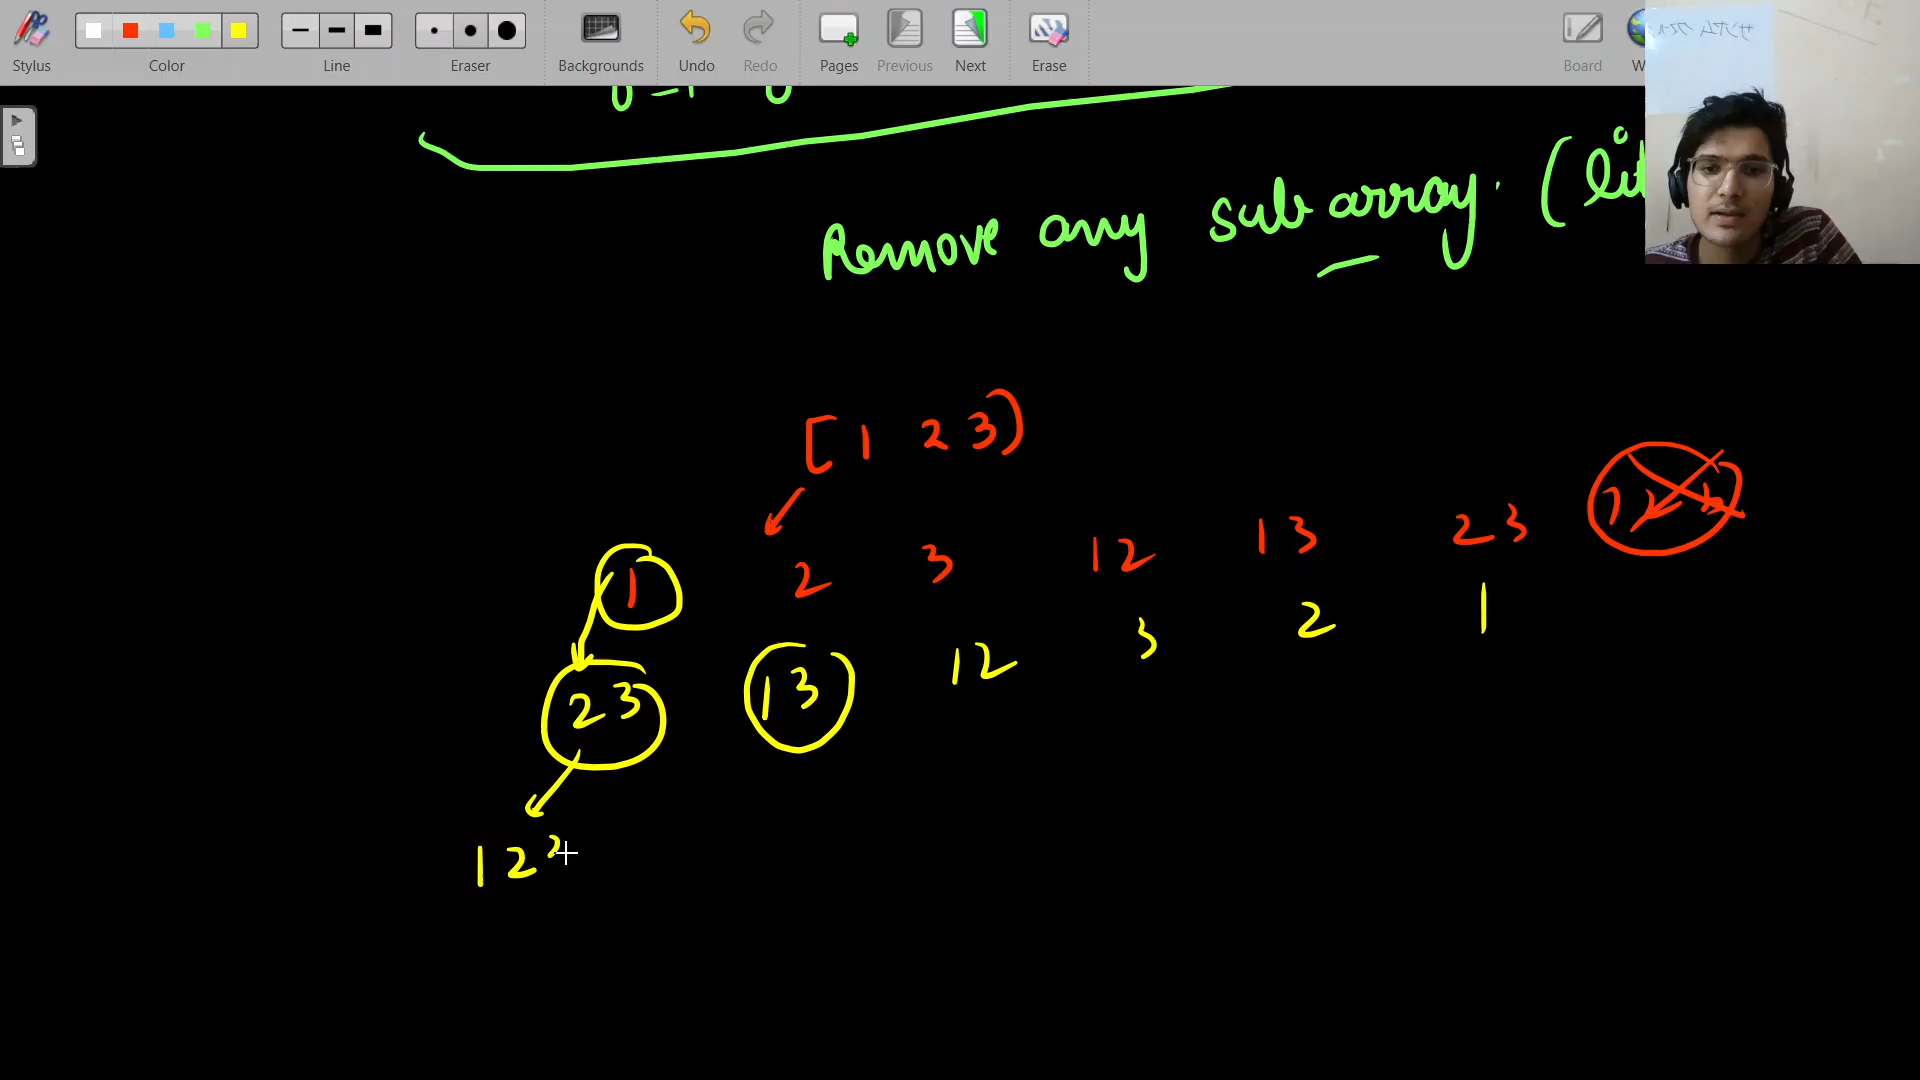 Stylus Color Line Eraser Backgrounds Undo Redo Pages Previous Next Erase Board W
Remove any sub array. (lit
[1 2 3)
1 2 3 12 13 23
23 13 12 3 2 1
12